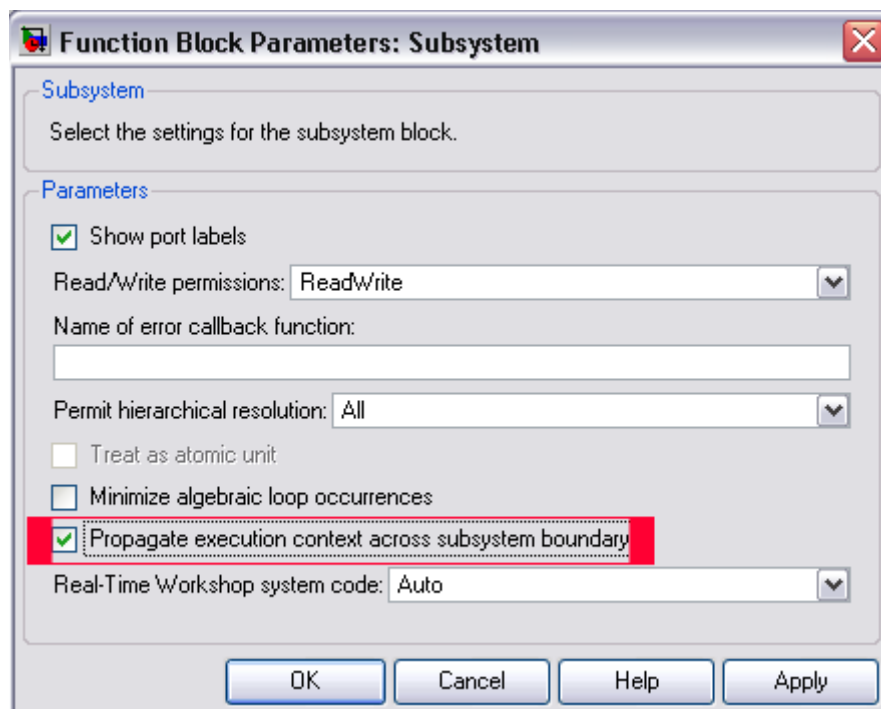 Function Block Parameters: Subsystem
Subsystem
Select the settings for the subsystem block.
Parameters
Show port labels
Read/Write permissions: ReadWrite
Name of error callback function:
Permit hierarchical resolution: All
Treat as atomic unit
Minimize algebraic loop occurrences
Propagate execution context across subsystem boundary
Real-Time Workshop system code: Auto
OK Cancel Help Apply